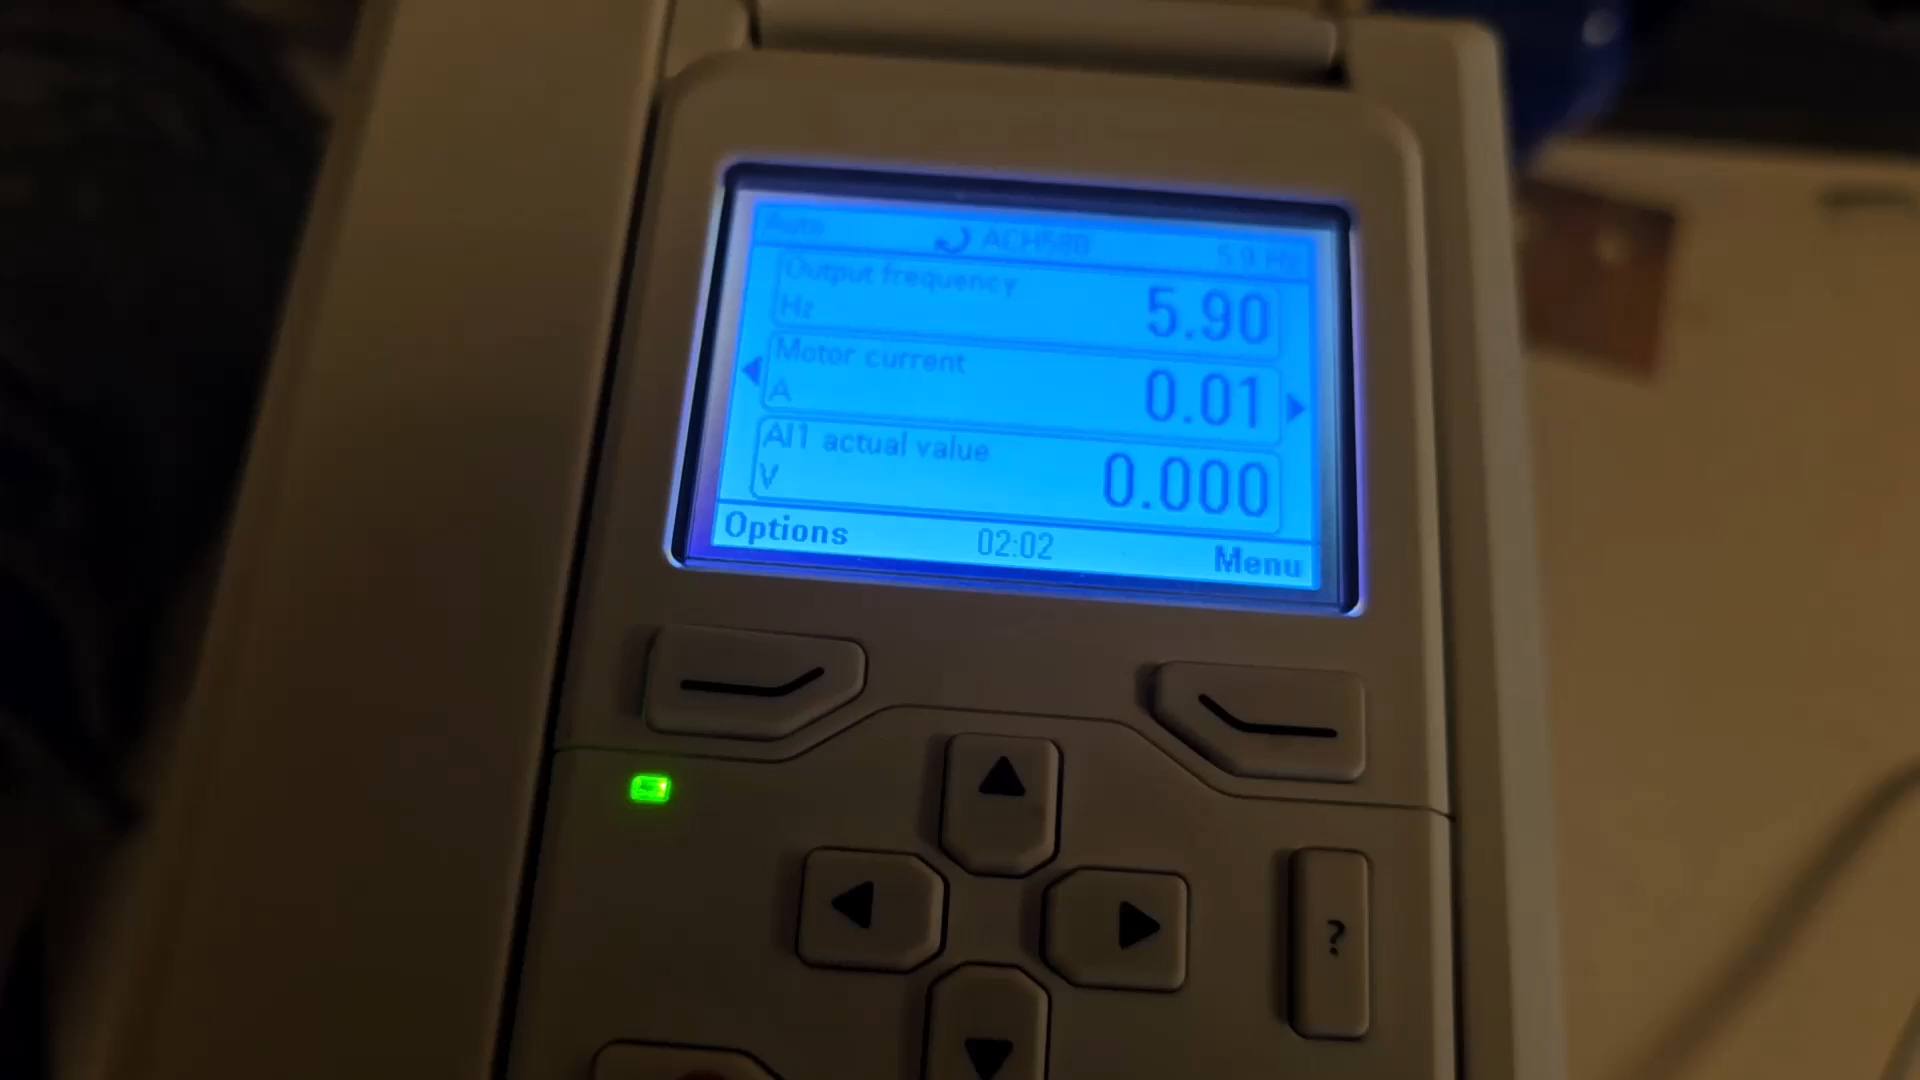 Auto ACH580 5.9 Hz
Output frequency
Hz 5.90
Motor current
A 0.01
AI1 actual value
V 0.000
Options 02:02 Menu
?